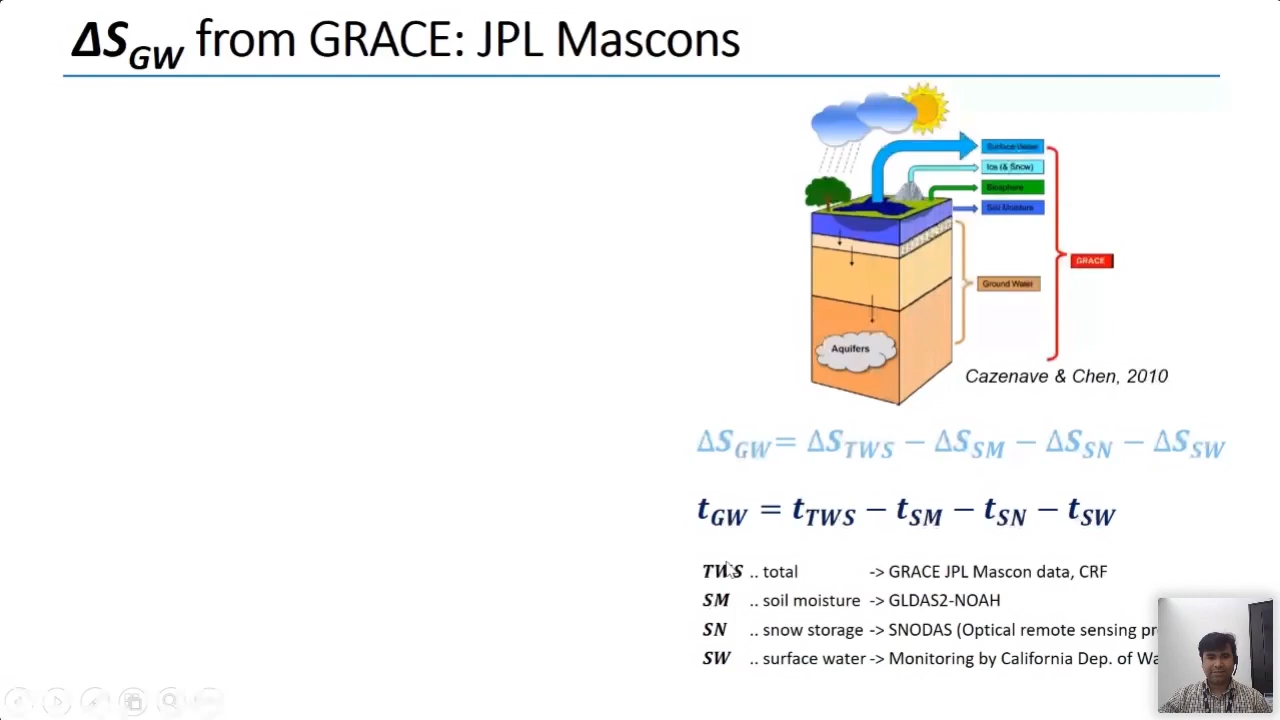 ΔS_GW from GRACE: JPL Mascons
Surface Water
Ice (& Snow)
Biosphere
Soil Moisture
GRACE
Ground Water
Aquifers
Cazenave & Chen, 2010
ΔS_GW = ΔS_TWS − ΔS_SM − ΔS_SN − ΔS_SW
t_GW = t_TWS − t_SM − t_SN − t_SW
TWS .. total -> GRACE JPL Mascon data, CRF
SM .. soil moisture -> GLDAS2-NOAH
SN .. snow storage -> SNODAS (Optical remote sensing pr
SW .. surface water -> Monitoring by California Dep. of Wa